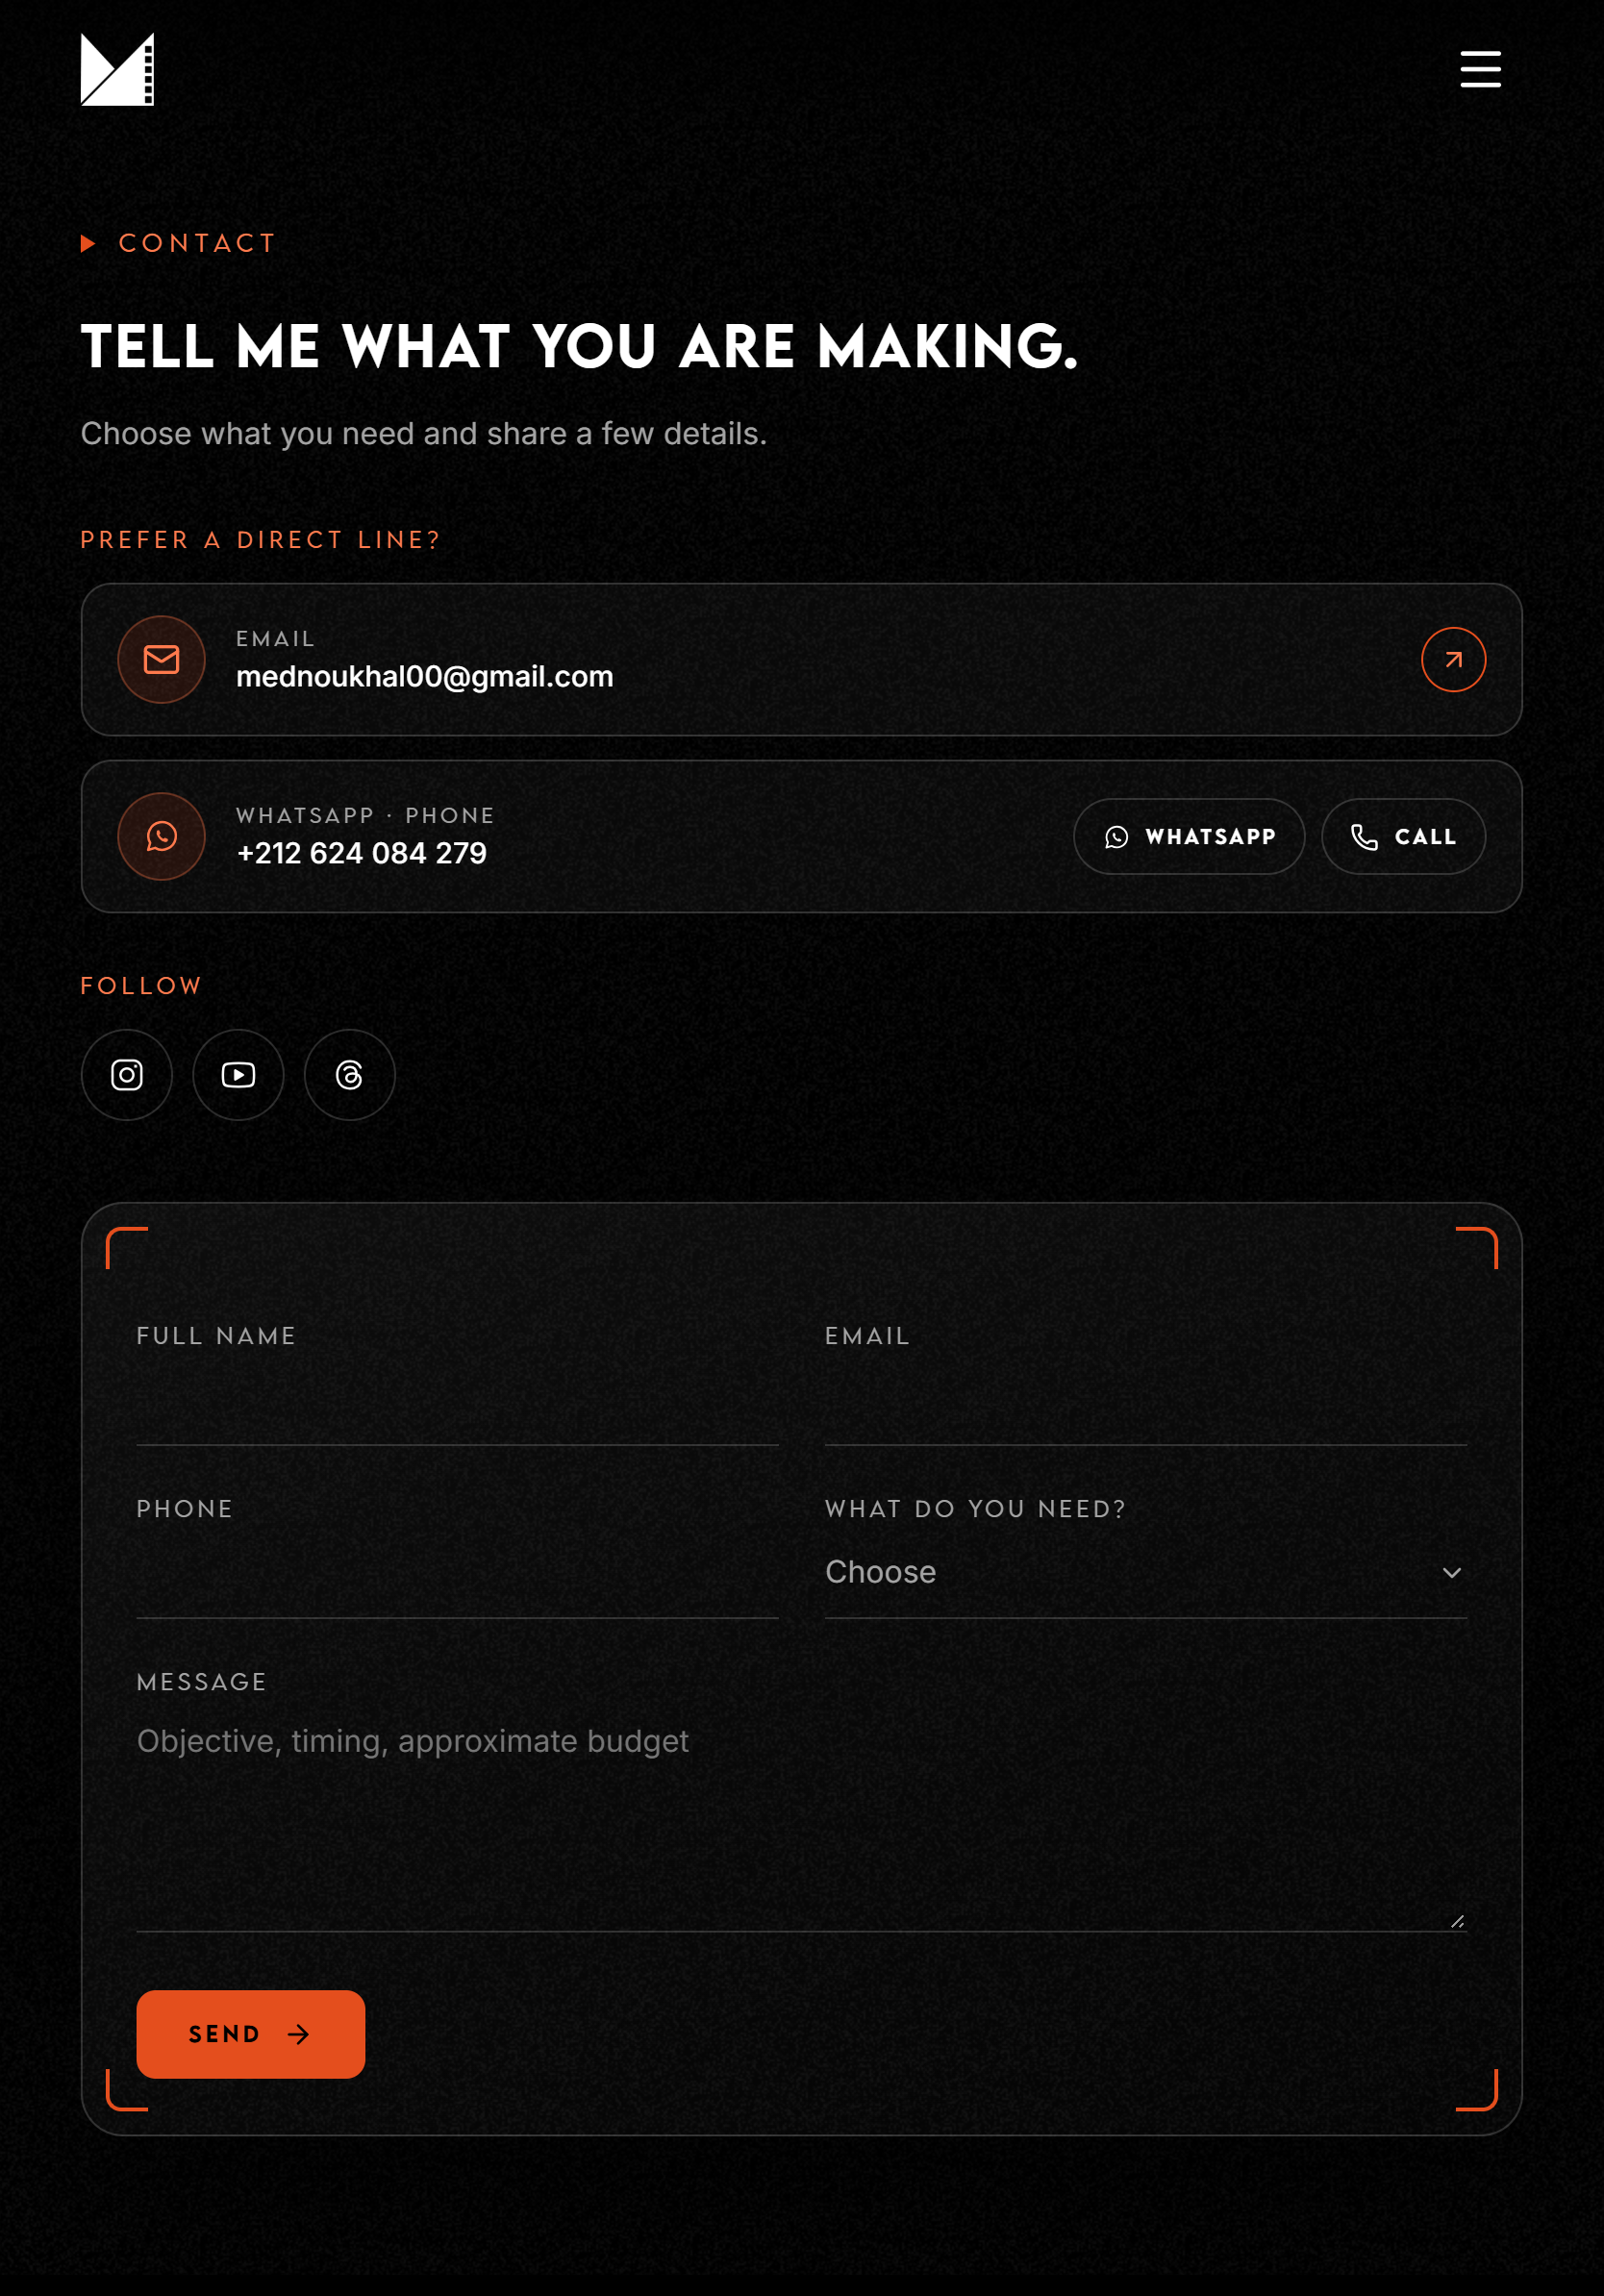 CONTACT
TELL ME WHAT YOU ARE MAKING.
Choose what you need and share a few details.
PREFER A DIRECT LINE?
EMAIL
mednoukhal00@gmail.com
WHATSAPP · PHONE
+212 624 084 279
WHATSAPP
CALL
FOLLOW
FULL NAME
EMAIL
PHONE
WHAT DO YOU NEED?
Choose
MESSAGE
Objective, timing, approximate budget
SEND